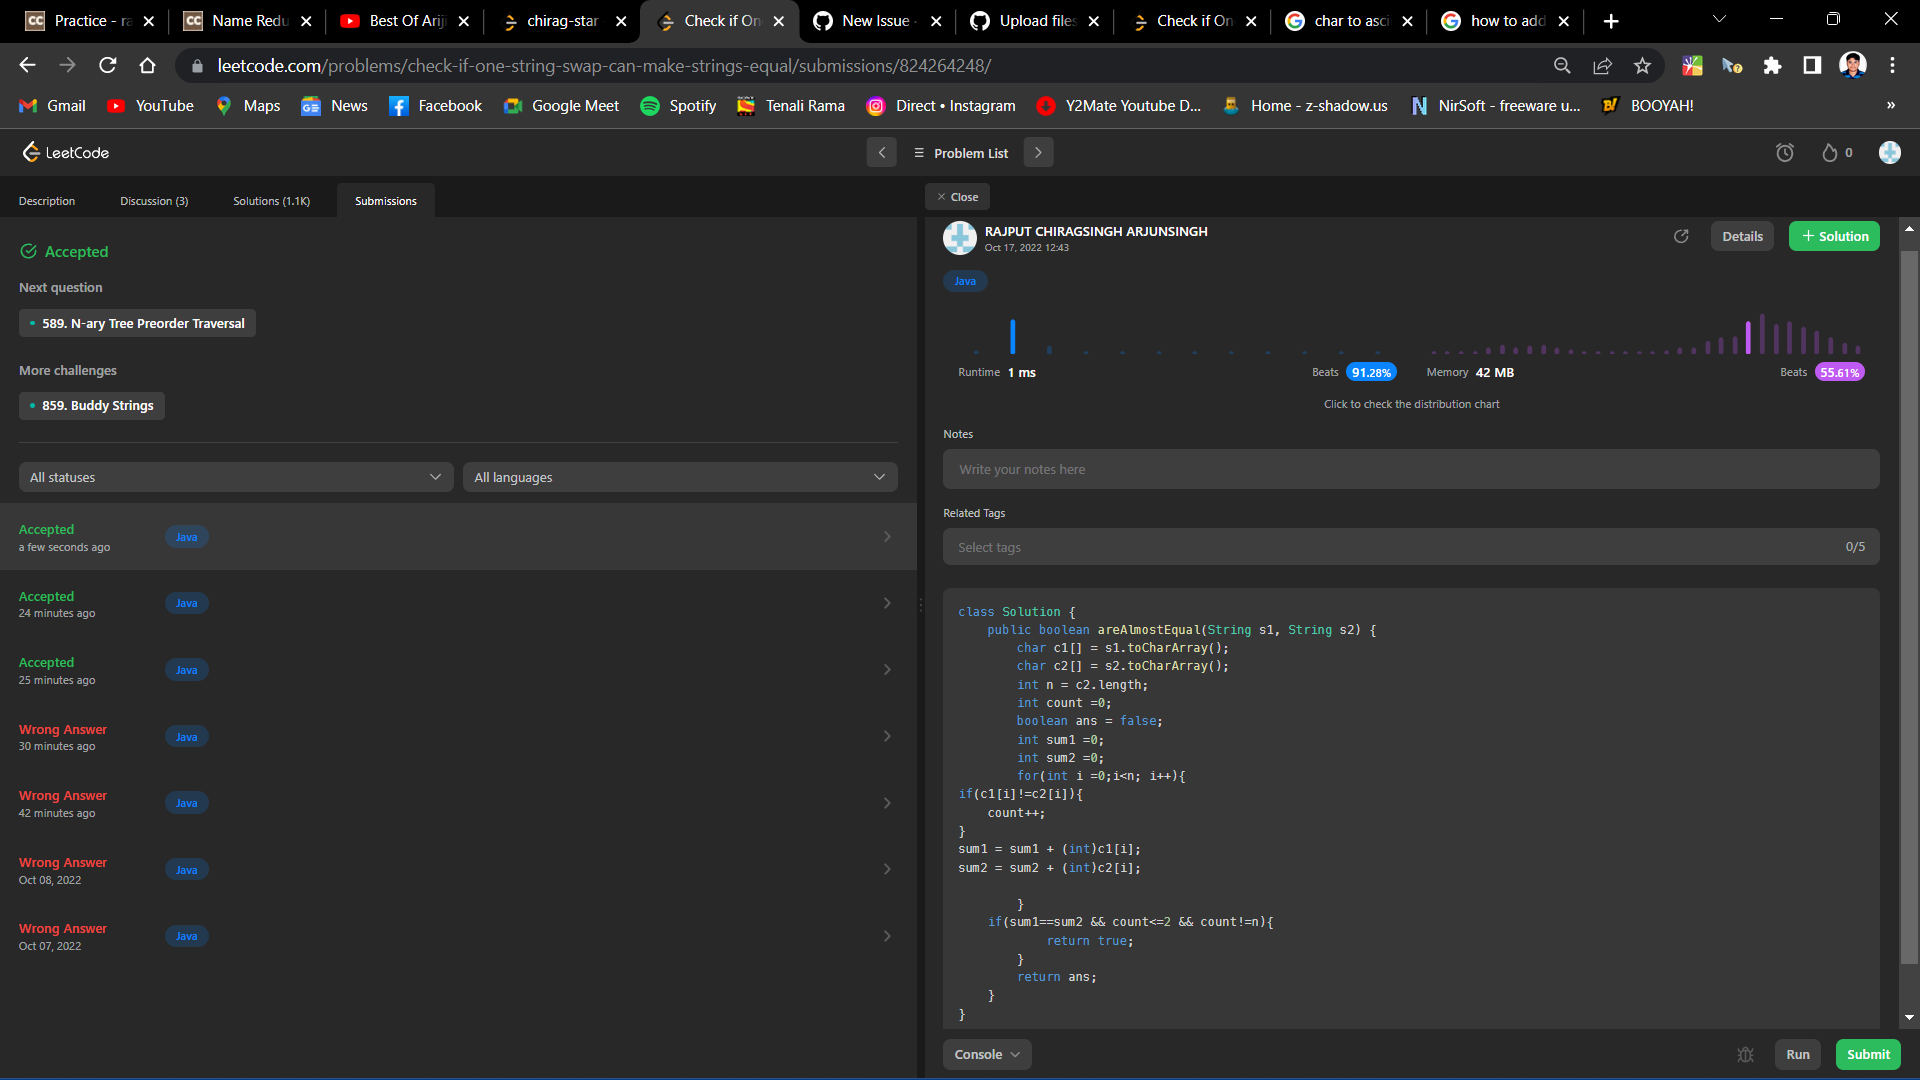 Practice - ra
Name Redu
Best Of Ariji
chirag-star
Check if On
New Issue
Upload files
Check if On
char to asci
how to add
leetcode.com/problems/check-if-one-string-swap-can-make-strings-equal/submissions/824264248/
Gmail
YouTube
Maps
News
Facebook
Google Meet
Spotify
Tenali Rama
Direct • Instagram
Y2Mate Youtube D...
Home - z-shadow.us
NirSoft - freeware u...
BOOYAH!
»
LeetCode
Problem List
0
Description
Discussion (3)
Solutions (1.1K)
Submissions
Accepted
Next question
• 589. N-ary Tree Preorder Traversal
More challenges
• 859. Buddy Strings
All statuses
All languages
Accepted
a few seconds ago
Java
Accepted
24 minutes ago
Java
Accepted
25 minutes ago
Java
Wrong Answer
30 minutes ago
Java
Wrong Answer
42 minutes ago
Java
Wrong Answer
Oct 08, 2022
Java
Wrong Answer
Oct 07, 2022
Java
Close
RAJPUT CHIRAGSINGH ARJUNSINGH
Oct 17, 2022 12:43
Details
+ Solution
Java
Runtime 1 ms
Beats 91.28%
Memory 42 MB
Beats 55.61%
Click to check the distribution chart
Notes
Write your notes here
Related Tags
Select tags
0/5
class Solution {
public boolean areAlmostEqual(String s1, String s2) {
char c1[] = s1.toCharArray();
char c2[] = s2.toCharArray();
int n = c2.length;
int count =0;
boolean ans = false;
int sum1 =0;
int sum2 =0;
for(int i =0;i<n; i++){
if(c1[i]!=c2[i]){
count++;
}
sum1 = sum1 + (int)c1[i];
sum2 = sum2 + (int)c2[i];
}
if(sum1==sum2 && count<=2 && count!=n){
return true;
}
return ans;
}
}
Console
Run
Submit